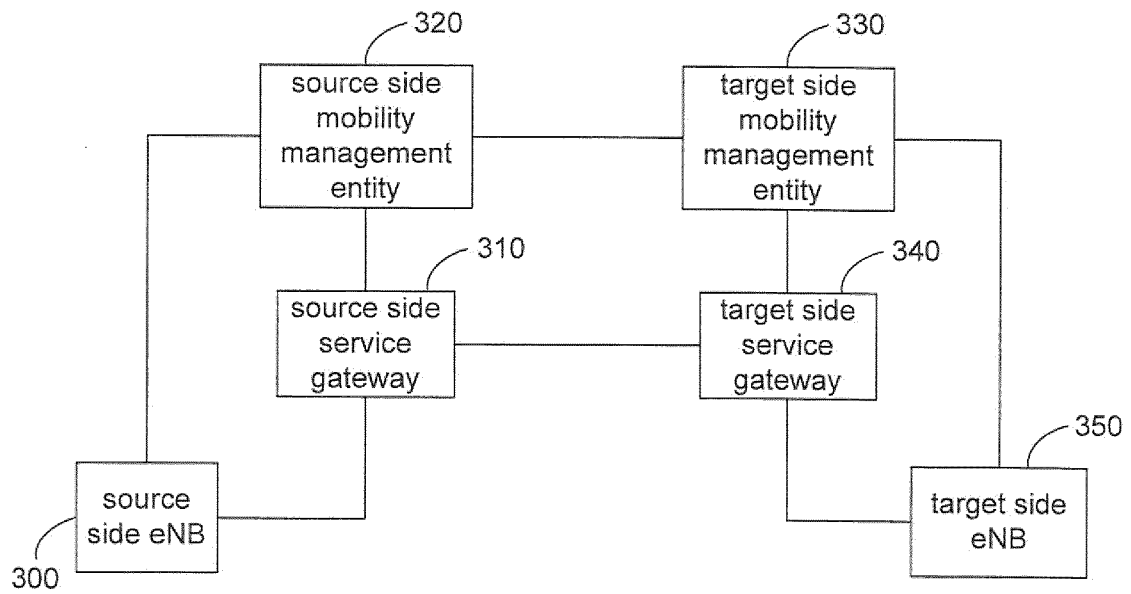 320
330
source side
mobility
management
entity
target side
mobility
management
entity
310
340
source side
service
gateway
target side
service
gateway
350
source
side eNB
target side
eNB
300